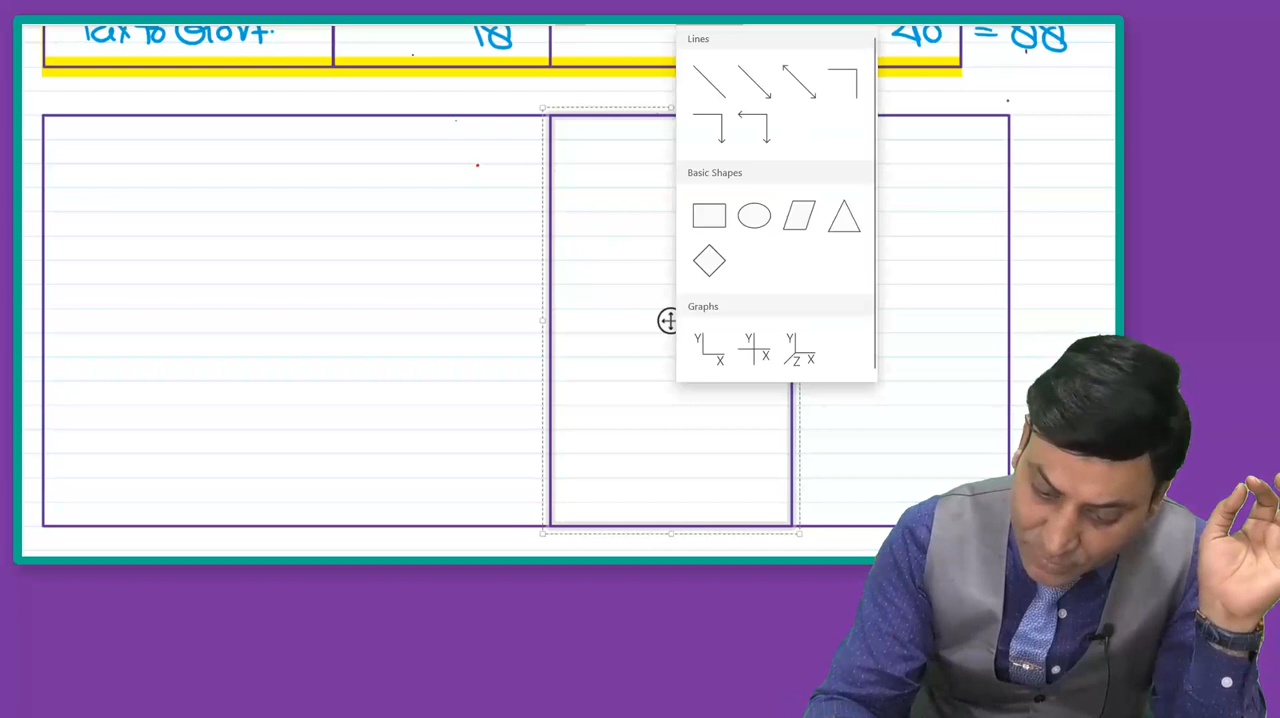 Tax to Govt. 18 40 = 88
Lines
Basic Shapes
Graphs
Y X Y X Y Z X